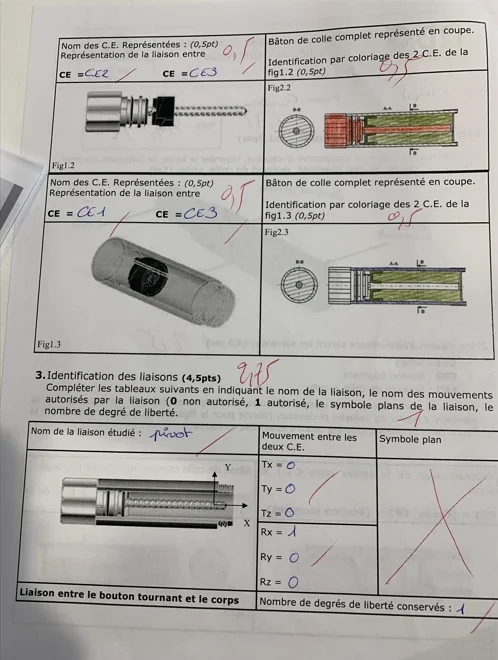 Nom des C.E. Représentées : (0,5pt)
Représentation de la liaison entre
0,5
CE = CE2 CE = CE3
Bâton de colle complet représenté en coupe.
Identification par coloriage des 2 C.E. de la
fig1.2 (0,5pt)
0,5
Fig2.2
B-B A-A B
B
Fig1.2
Nom des C.E. Représentées : (0,5pt)
Représentation de la liaison entre
0,5
CE = CE1 CE = CE3
Bâton de colle complet représenté en coupe.
Identification par coloriage des 2 C.E. de la
fig1.3 (0,5pt)
0,5
Fig2.3
B-B A-A B
B
Fig1.3
3. Identification des liaisons (4,5pts)
Compléter les tableaux suivants en indiquant le nom de la liaison, le nom des mouvements
autorisés par la liaison (0 non autorisé, 1 autorisé, le symbole plans de la liaison, le
nombre de degré de liberté.
Nom de la liaison étudié : pivot
Mouvement entre les
deux C.E.
Symbole plan
Tx = 0
Ty = 0
Tz = 0
Rx = 1
Ry = 0
Rz = 0
Y
X
Liaison entre le bouton tournant et le corps
Nombre de degrés de liberté conservés : 1